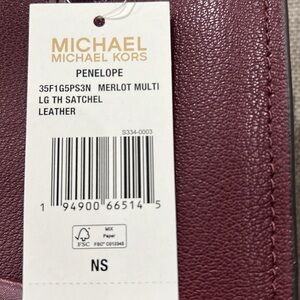 MICHAEL
MICHAEL KORS
PENELOPE
35F1G5PS3N MERLOT MULTI
LG TH SATCHEL
LEATHER
S334-0003
1 94900 66514 5
FSC
MIX
Paper
NS